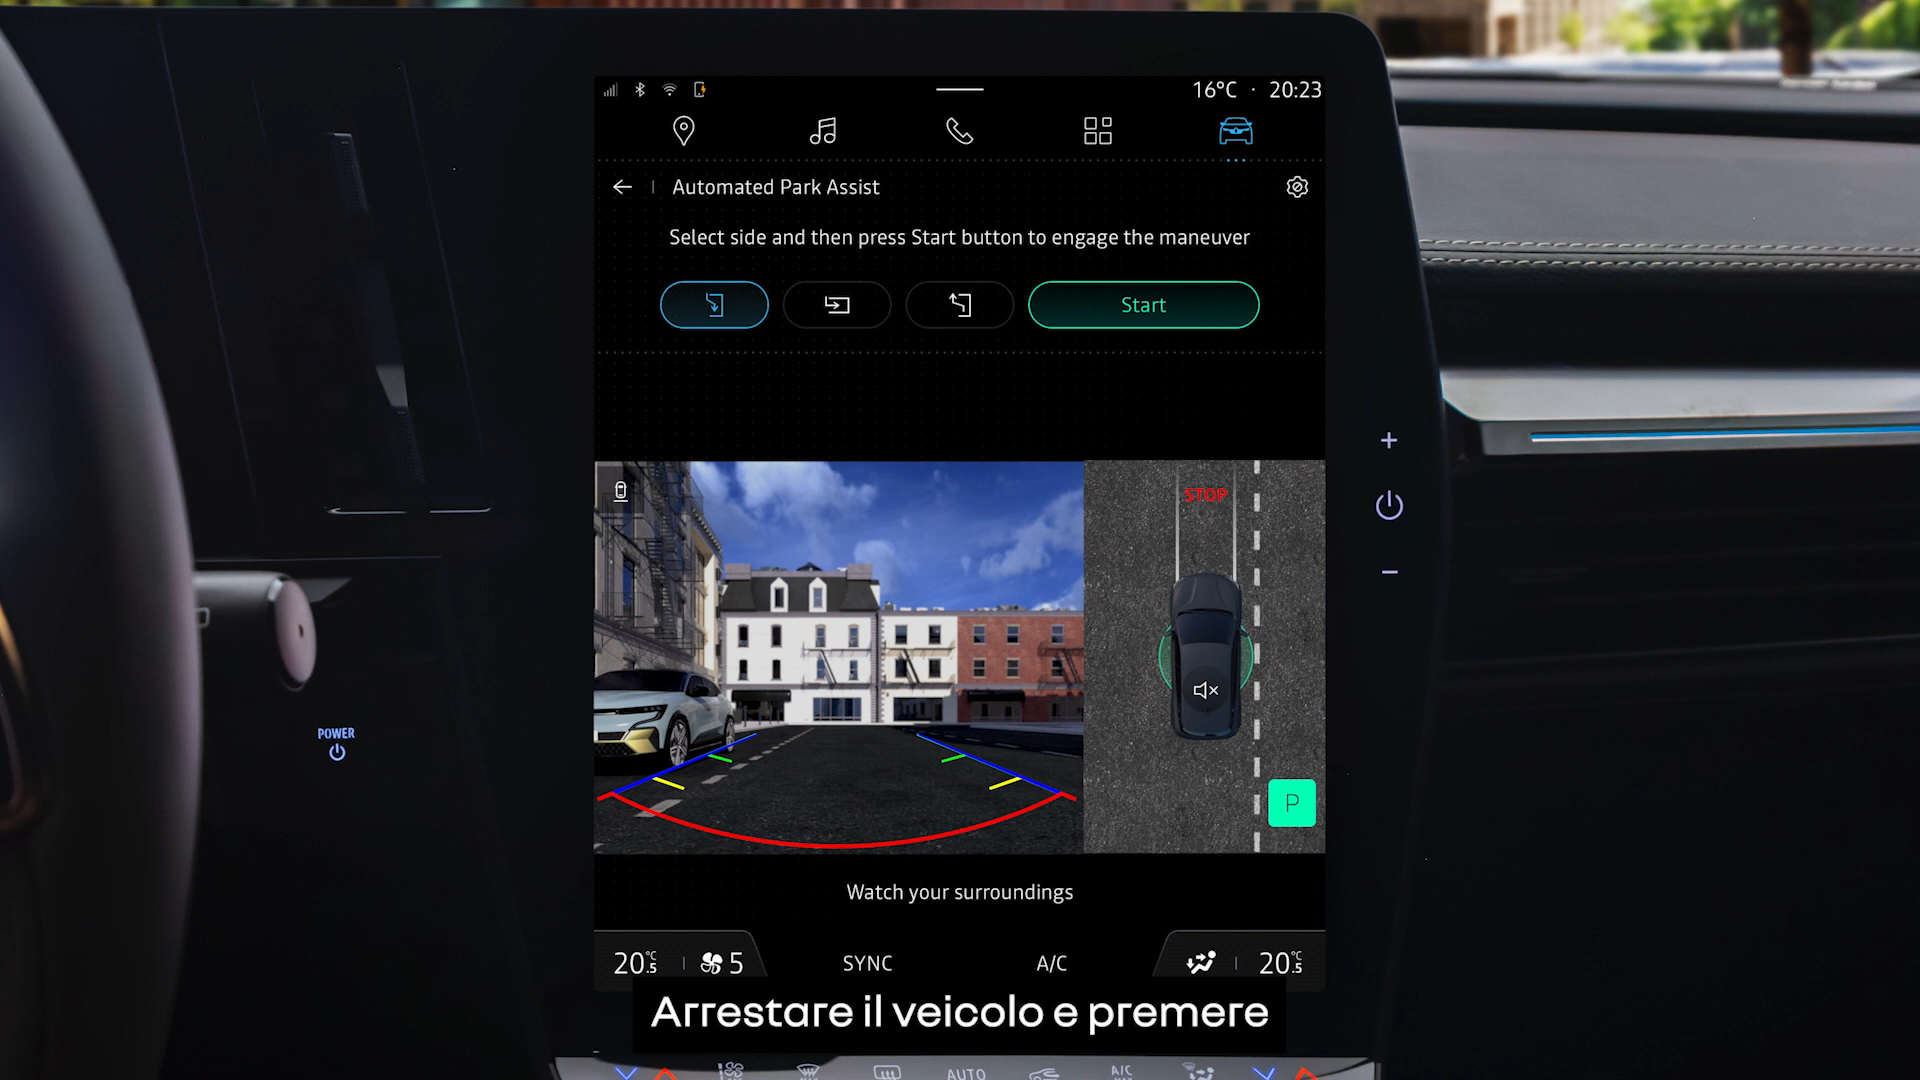 16°C · 20:23
Automated Park Assist
Select side and then press Start button to engage the maneuver
Start
STOP
P
POWER
Watch your surroundings
20.5°C 5 SYNC A/C 20.5°C
Arrestare il veicolo e premere
AUTO A/C